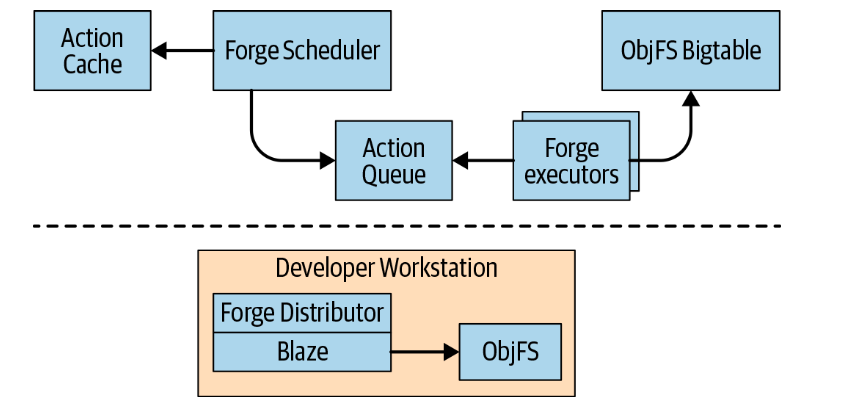 Action
Cache
Forge Scheduler
ObjFS Bigtable
Action
Queue
Forge
executors
Developer Workstation
Forge Distributor
Blaze
ObjFS